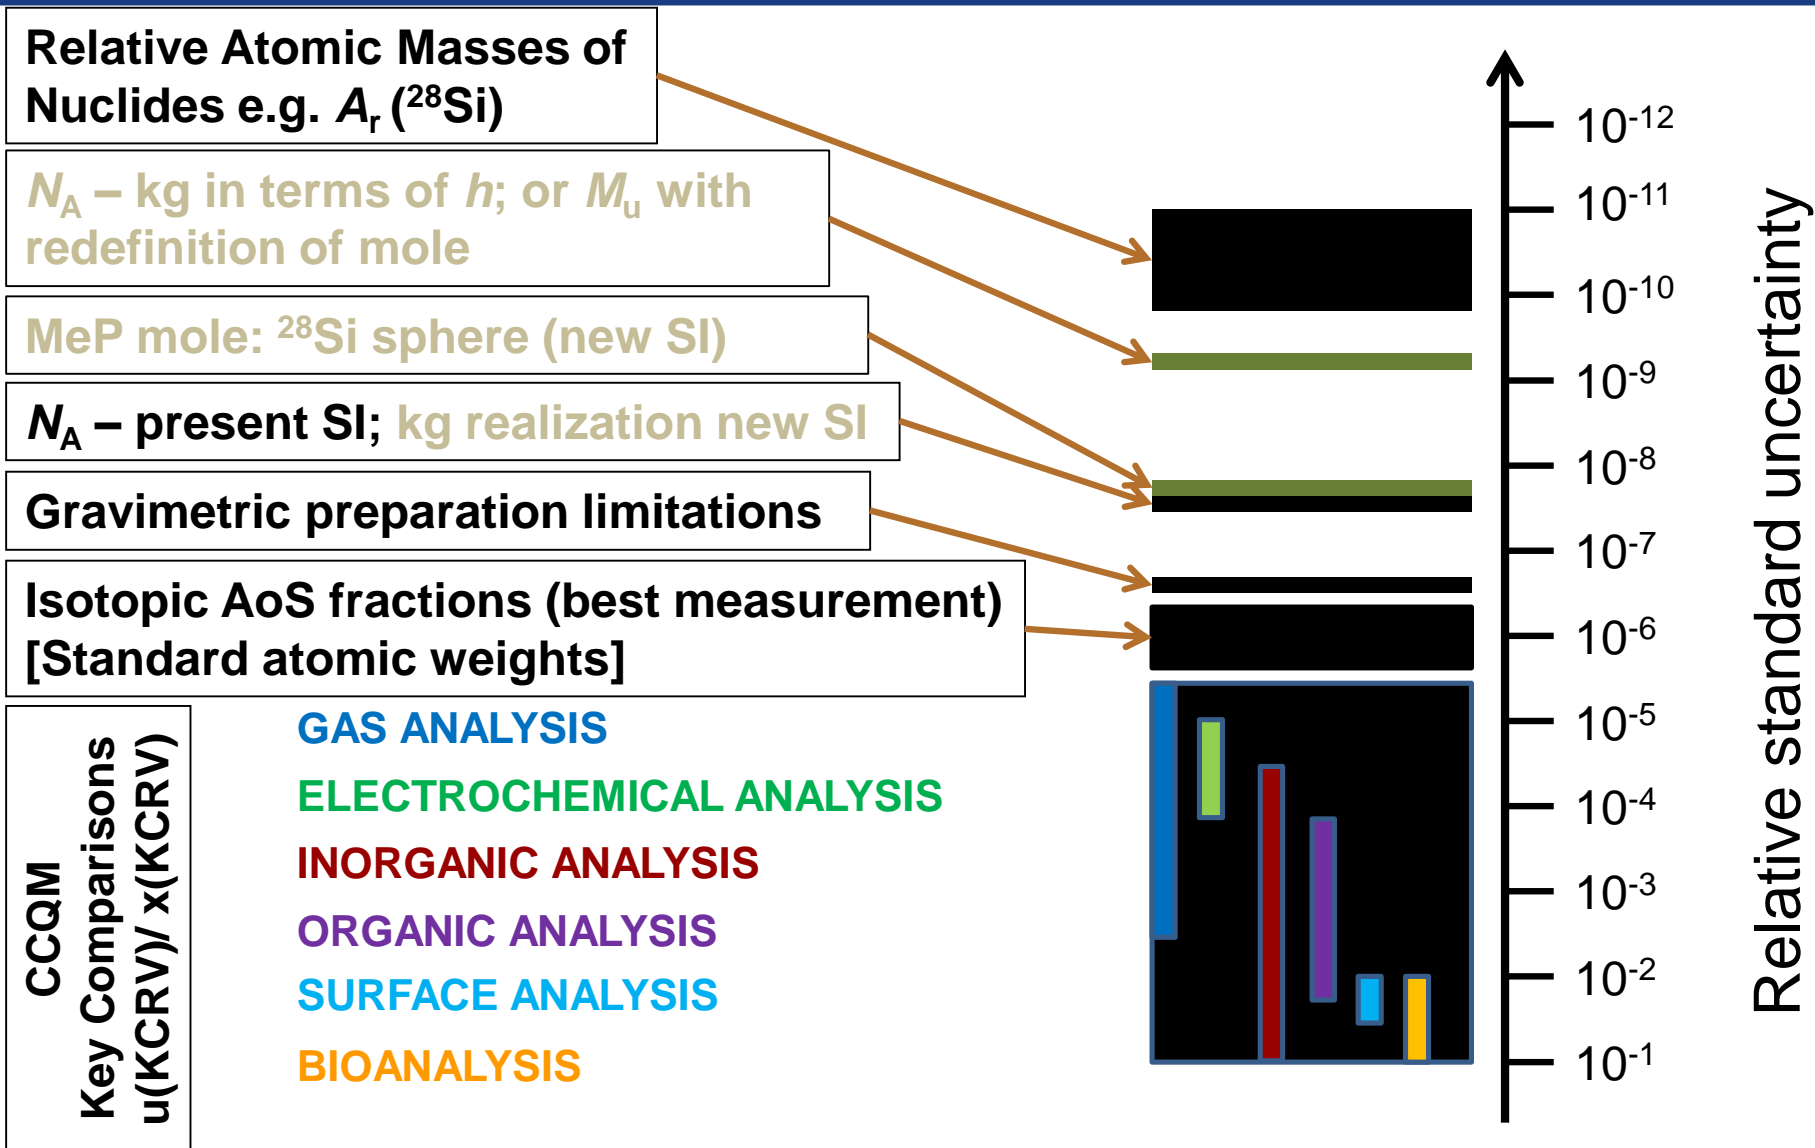 Relative Atomic Masses of
Nuclides e.g. Aᵣ (²⁸Si)
N_A – kg in terms of h; or Mᵤ with
redefinition of mole
MeP mole: ²⁸Si sphere (new SI)
N_A – present SI; kg realization new SI
Gravimetric preparation limitations
Isotopic AoS fractions (best measurement)
[Standard atomic weights]
CCQM
Key Comparisons
u(KCRV)/ x(KCRV)
GAS ANALYSIS
ELECTROCHEMICAL ANALYSIS
INORGANIC ANALYSIS
ORGANIC ANALYSIS
SURFACE ANALYSIS
BIOANALYSIS
10⁻¹²
10⁻¹¹
10⁻¹⁰
10⁻⁹
10⁻⁸
10⁻⁷
10⁻⁶
10⁻⁵
10⁻⁴
10⁻³
10⁻²
10⁻¹
Relative standard uncertainty